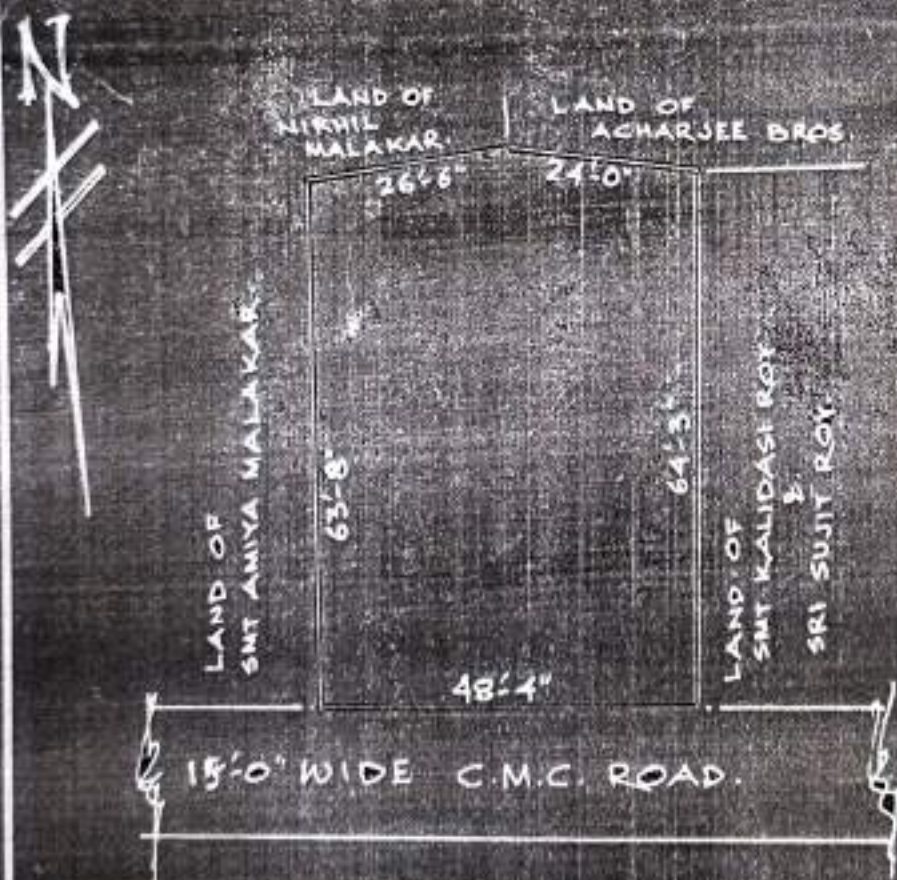 N
LAND OF
NIKHIL
MALAKAR.
LAND OF
ACHARJEE BROS.
26'-6"
24'-0"
LAND OF
SMT AMIYA MALAKAR.
63'-8"
64'-3"
LAND OF
SMT KALIDASI ROY
&
SRI SUJIT ROY.
48'-4"
15'-0" WIDE C.M.C. ROAD.